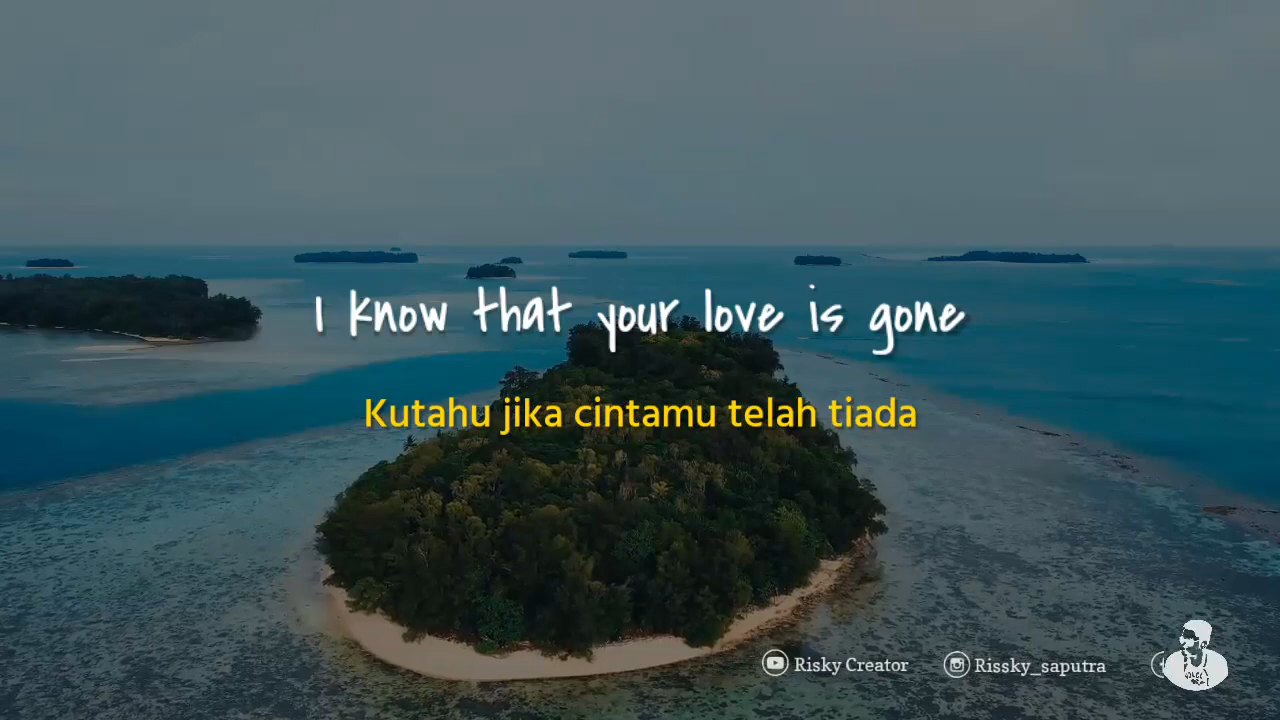 I know that your love is gone
Kutahu jika cintamu telah tiada
Risky Creator Rissky_saputra